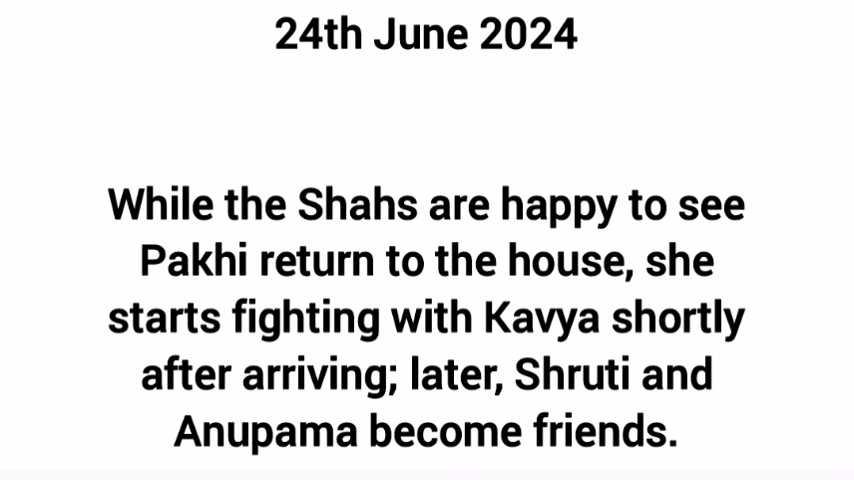 24th June 2024
While the Shahs are happy to see
Pakhi return to the house, she
starts fighting with Kavya shortly
after arriving; later, Shruti and
Anupama become friends.